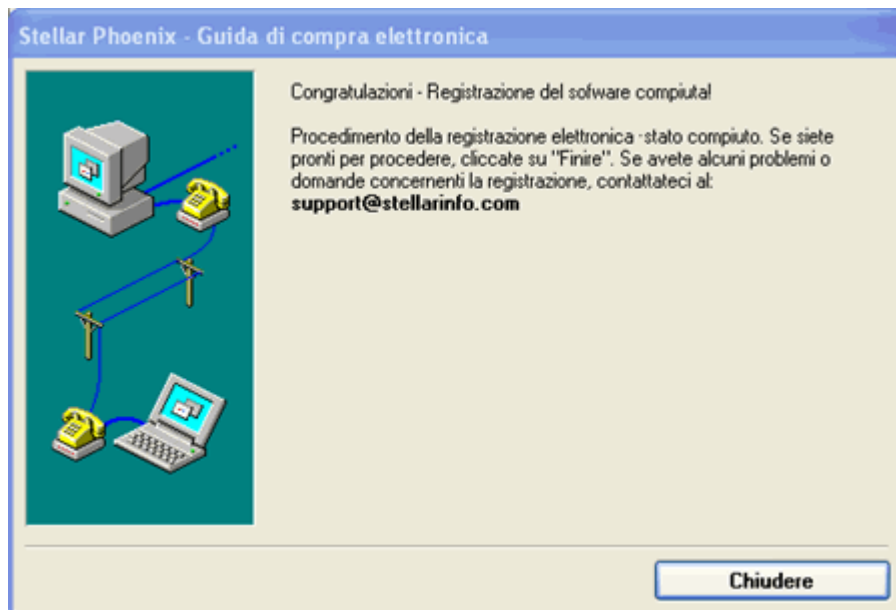 Stellar Phoenix - Guida di compra elettronica
Congratulazioni - Registrazione del sofware compiuta!
Procedimento della registrazione elettronica ·stato compiuto. Se siete
pronti per procedere, cliccate su "Finire". Se avete alcuni problemi o
domande concernenti la registrazione, contattateci al:
support@stellarinfo.com
Chiudere